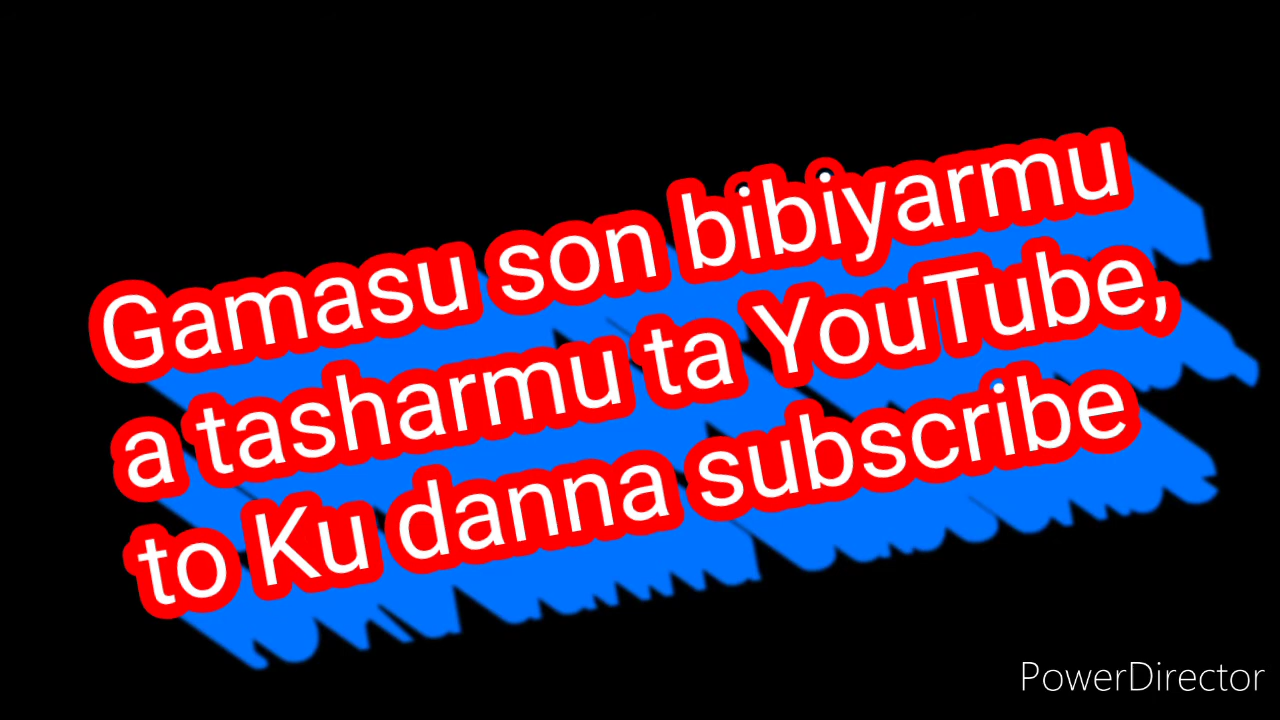 Gamasu son bibiyarmu
a tasharmu ta YouTube,
to Ku danna subscribe
PowerDirector